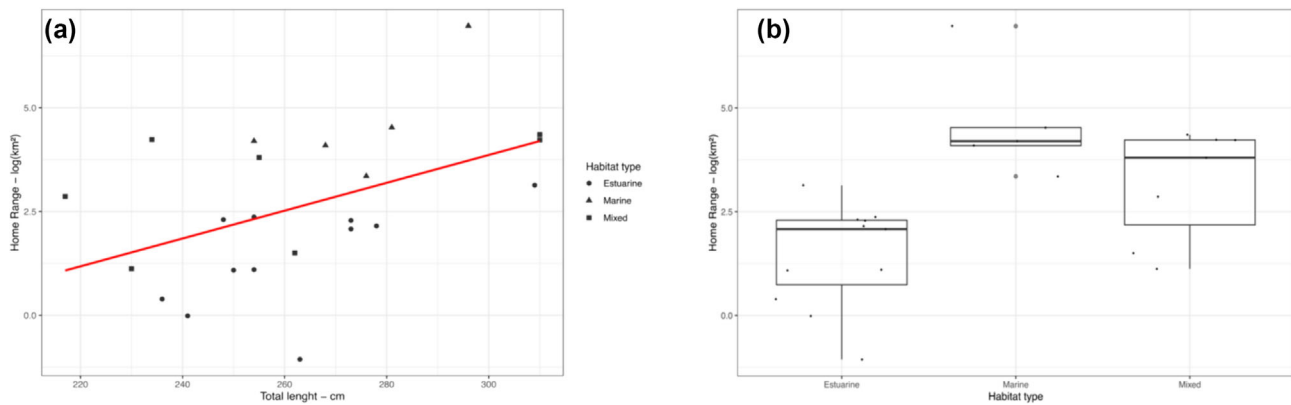 (a)
Home Range − log(km²)
5.0
2.5
0.0
220 240 260 280 300
Total lenght − cm
Habitat type
Estuarine
Marine
Mixed
(b)
Home Range − log(km²)
5.0
2.5
0.0
Estuarine Marine Mixed
Habitat type